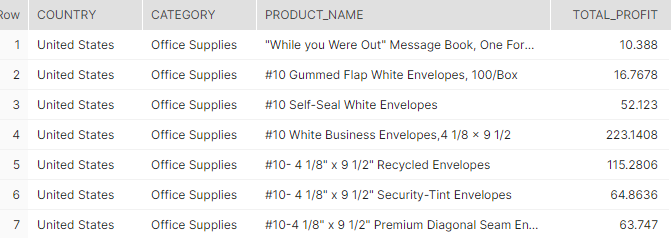 Row COUNTRY CATEGORY PRODUCT_NAME TOTAL_PROFIT
1 United States Office Supplies "While you Were Out" Message Book, One For... 10.388
2 United States Office Supplies #10 Gummed Flap White Envelopes, 100/Box 16.7678
3 United States Office Supplies #10 Self-Seal White Envelopes 52.123
4 United States Office Supplies #10 White Business Envelopes,4 1/8 x 9 1/2 223.1408
5 United States Office Supplies #10- 4 1/8" x 9 1/2" Recycled Envelopes 115.2806
6 United States Office Supplies #10- 4 1/8" x 9 1/2" Security-Tint Envelopes 64.8636
7 United States Office Supplies #10-4 1/8" x 9 1/2" Premium Diagonal Seam En... 63.747